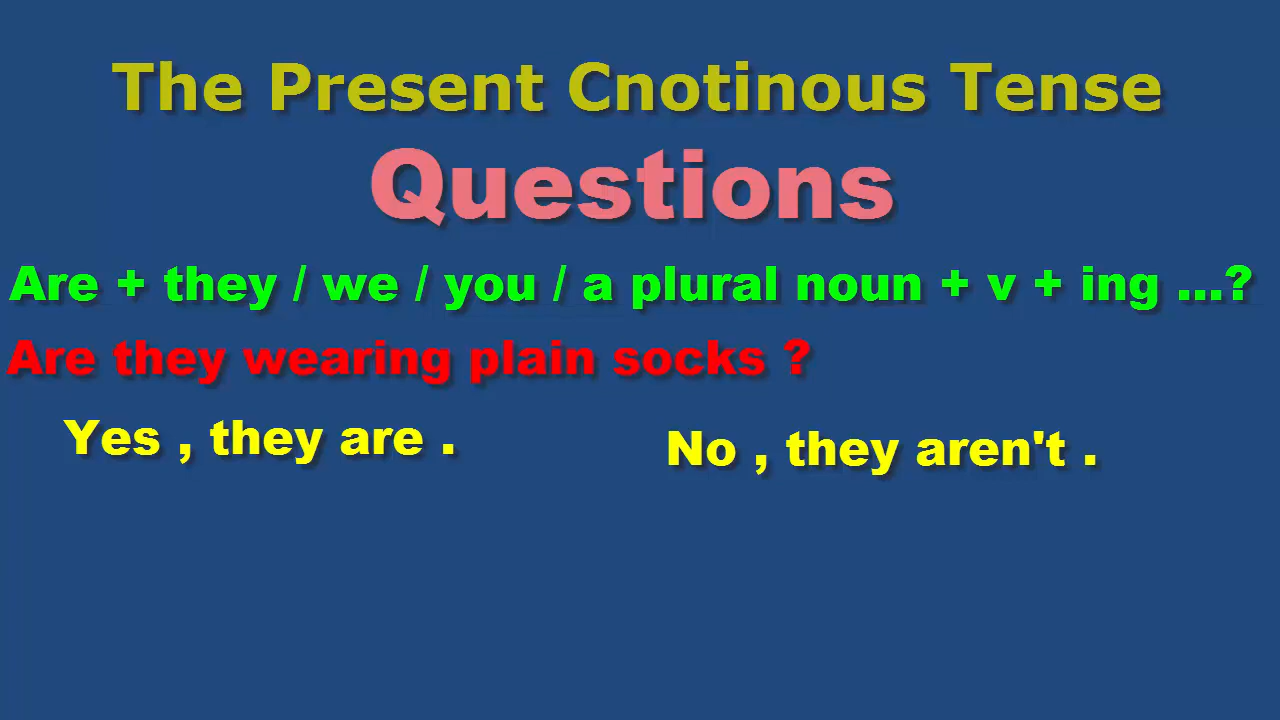 The Present Cnotinous Tense
Questions
Are + they / we / you / a plural noun + v + ing ...?
Are they wearing plain socks ?
Yes , they are .
No , they aren't .